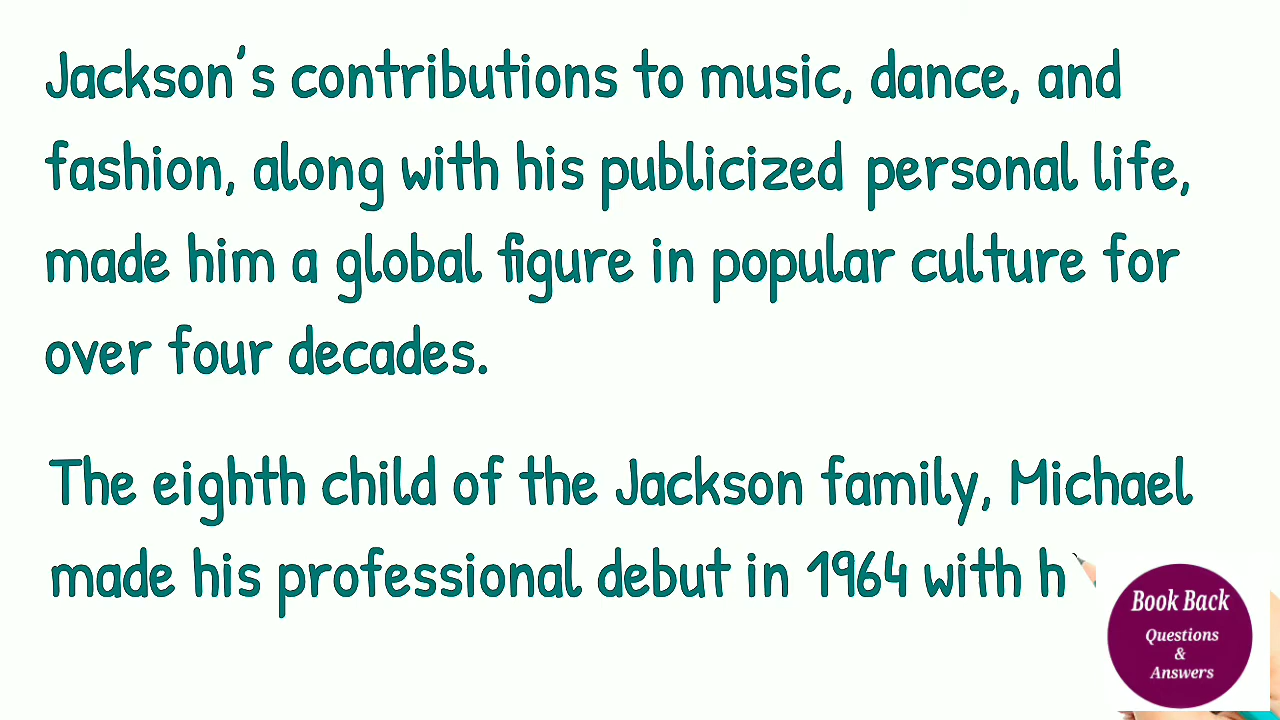 Jackson's contributions to music, dance, and
fashion, along with his publicized personal life,
made him a global figure in popular culture for
over four decades.
The eighth child of the Jackson family, Michael
made his professional debut in 1964 with h
Book Back
Questions
&
Answers